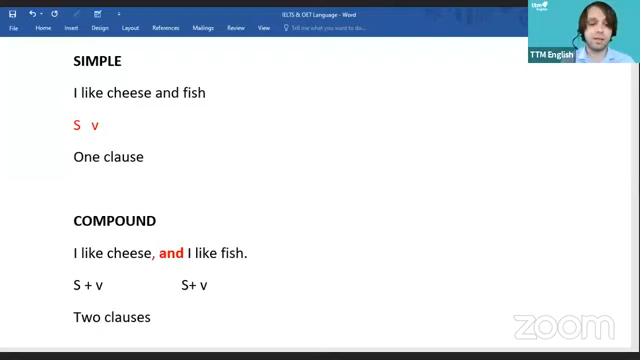 IELTS & OET Language - Word
File Home Insert Design Layout References Mailings Review View Tell me what you want to do...
ttm
English
TTM English
SIMPLE
I like cheese and fish
S v
One clause
COMPOUND
I like cheese, and I like fish.
S + v S+ v
Two clauses
zoom